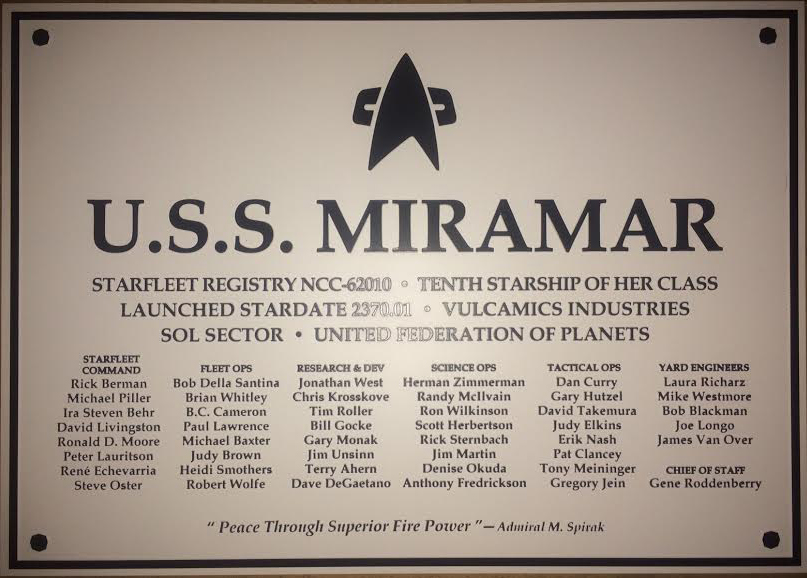 U.S.S. MIRAMAR
STARFLEET REGISTRY NCC-62010 ◦ TENTH STARSHIP OF HER CLASS
LAUNCHED STARDATE 2370.01 ◦ VULCAMICS INDUSTRIES
SOL SECTOR • UNITED FEDERATION OF PLANETS
STARFLEET
COMMAND
Rick Berman
Michael Piller
Ira Steven Behr
David Livingston
Ronald D. Moore
Peter Lauritson
René Echevarria
Steve Oster
FLEET OPS
Bob Della Santina
Brian Whitley
B.C. Cameron
Paul Lawrence
Michael Baxter
Judy Brown
Heidi Smothers
Robert Wolfe
RESEARCH & DEV
Jonathan West
Chris Krosskove
Tim Roller
Bill Gocke
Gary Monak
Jim Unsinn
Terry Ahern
Dave DeGaetano
SCIENCE OPS
Herman Zimmerman
Randy McIlvain
Ron Wilkinson
Scott Herbertson
Rick Sternbach
Jim Martin
Denise Okuda
Anthony Fredrickson
TACTICAL OPS
Dan Curry
Gary Hutzel
David Takemura
Judy Elkins
Erik Nash
Pat Clancey
Tony Meininger
Gregory Jein
YARD ENGINEERS
Laura Richarz
Mike Westmore
Bob Blackman
Joe Longo
James Van Over
CHIEF OF STAFF
Gene Roddenberry
“ Peace Through Superior Fire Power ”— Admiral M. Spirak